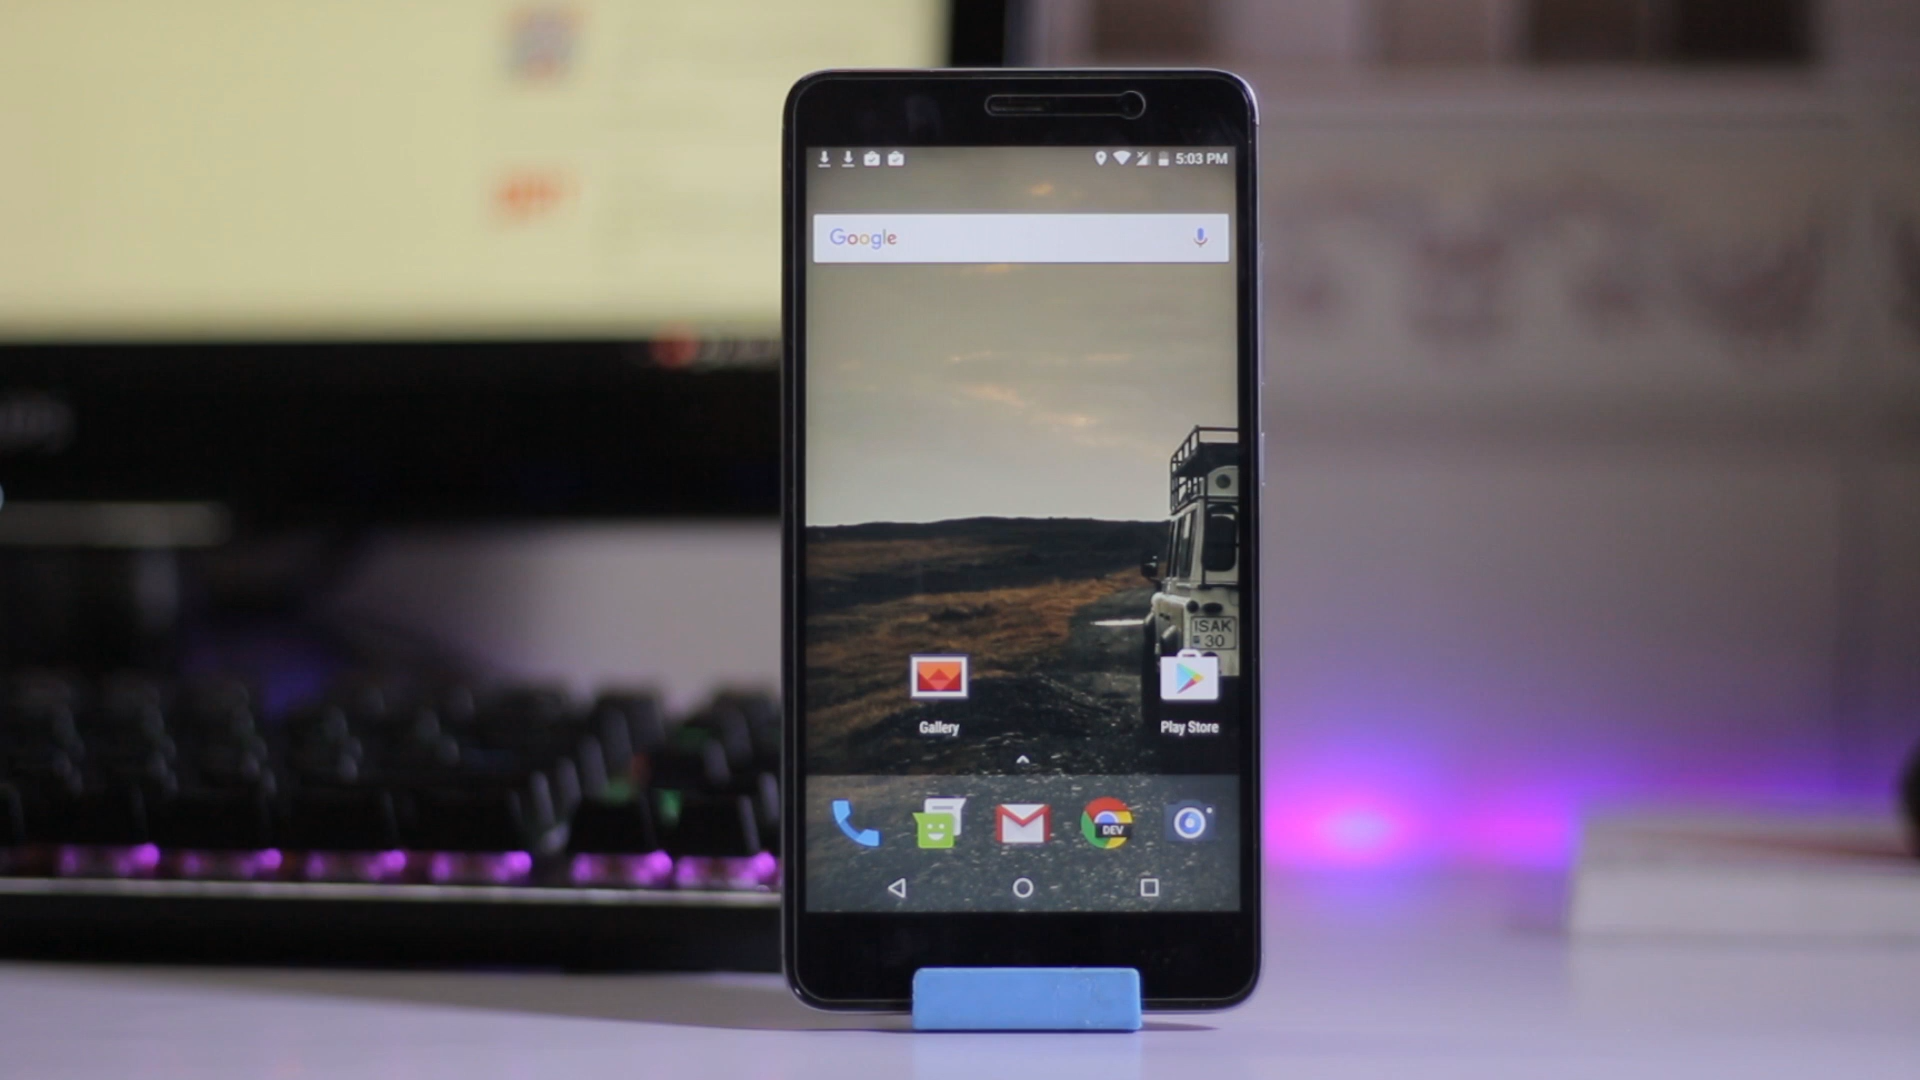 5:03 PM
Google
ISAK
30
Gallery
Play Store
DEV